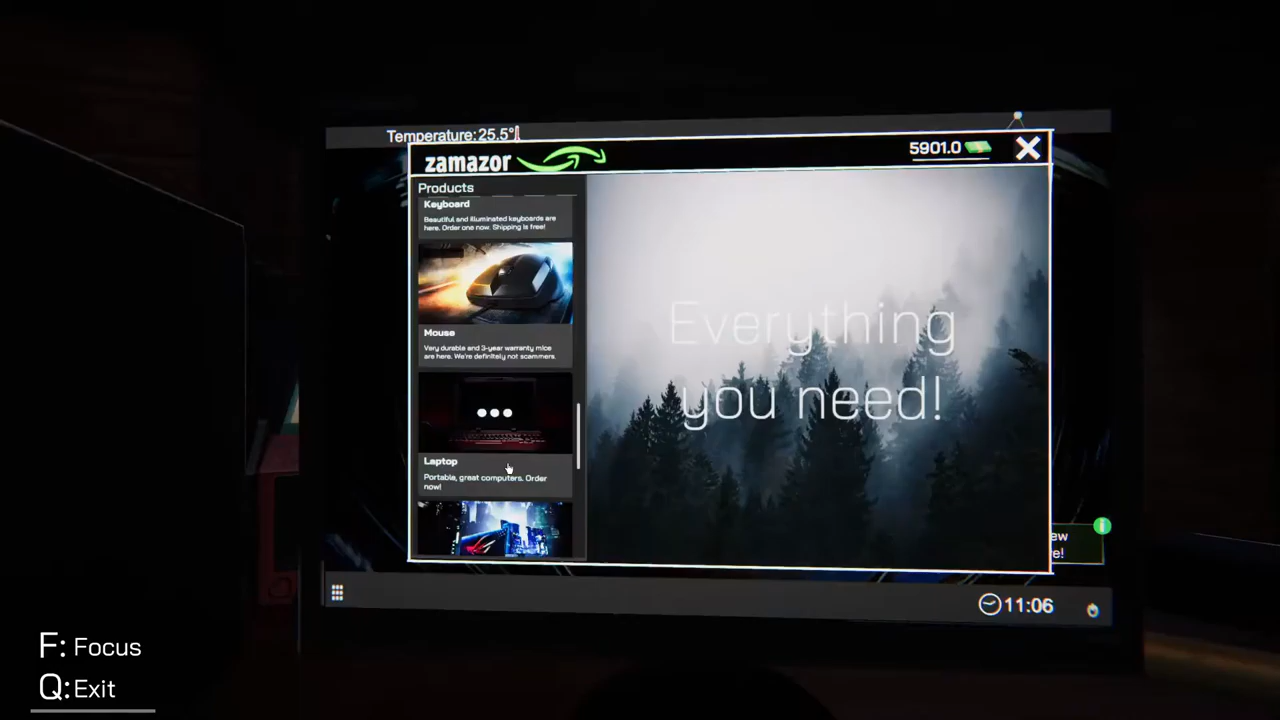 Temperature: 25.5°
zamazor
5901.0
Products
Keyboard
Beautiful and illuminated keyboards are
here. Order one now. Shipping is free!
Mouse
Very durable and 3-year warranty mice
are here. We're definitaly not scammers.
Laptop
Portable, great computers. Order
now!
Everything
you need!
ew
e!
11:06
F: Focus
Q: Exit